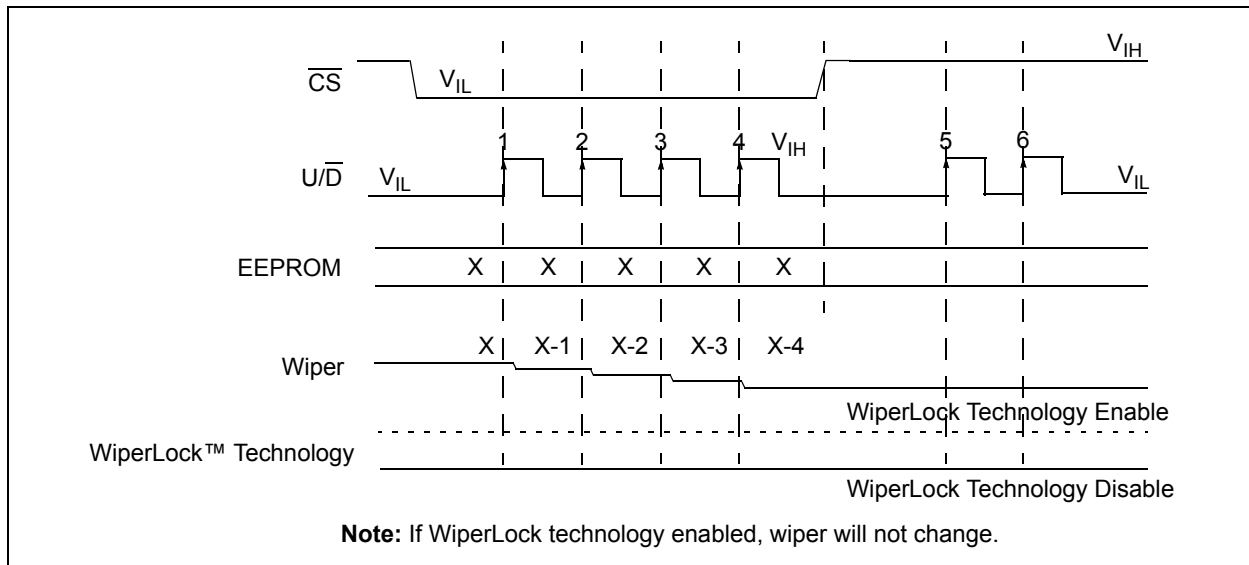 V_IH
C̅S̅ V_IL
1 2 3 4 V_IH 5 6
U/D̅ V_IL V_IL
EEPROM X X X X X
X X-1 X-2 X-3 X-4
Wiper
WiperLock Technology Enable
WiperLock™ Technology
WiperLock Technology Disable
Note: If WiperLock technology enabled, wiper will not change.